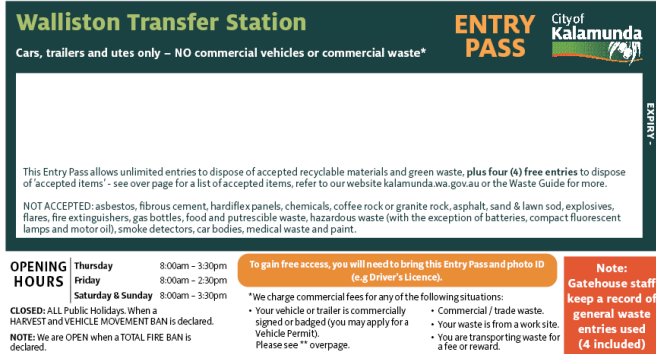 Walliston Transfer Station
Cars, trailers and utes only – NO commercial vehicles or commercial waste*
ENTRY
PASS
City of
Kalamunda
EXPIRY -
This Entry Pass allows unlimited entries to dispose of accepted recyclable materials and green waste, plus four (4) free entries to dispose
of ‘accepted items’ - see over page for a list of accepted items, refer to our website kalamunda.wa.gov.au or the Waste Guide for more.
NOT ACCEPTED: asbestos, fibrous cement, hardiflex panels, chemicals, coffee rock or granite rock, asphalt, sand & lawn sod, explosives,
flares, fire extinguishers, gas bottles, food and putrescible waste, hazardous waste (with the exception of batteries, compact fluorescent
lamps and motor oil), smoke detectors, car bodies, medical waste and paint.
OPENING
HOURS
Thursday 8:00am – 3:30pm
Friday 8:00am – 2:30pm
Saturday & Sunday 8:00am – 3:30pm
CLOSED: ALL Public Holidays. When a
HARVEST and VEHICLE MOVEMENT BAN is declared.
NOTE: We are OPEN when a TOTAL FIRE BAN is
declared.
To gain free access, you will need to bring this Entry Pass and photo ID
(e.g Driver's Licence).
*We charge commercial fees for any of the following situations:
• Your vehicle or trailer is commercially
signed or badged (you may apply for a
Vehicle Permit).
Please see ** overpage.
• Commercial / trade waste.
• Your waste is from a work site.
• You are transporting waste for
a fee or reward.
Note:
Gatehouse staff
keep a record of
general waste
entries used
(4 included)